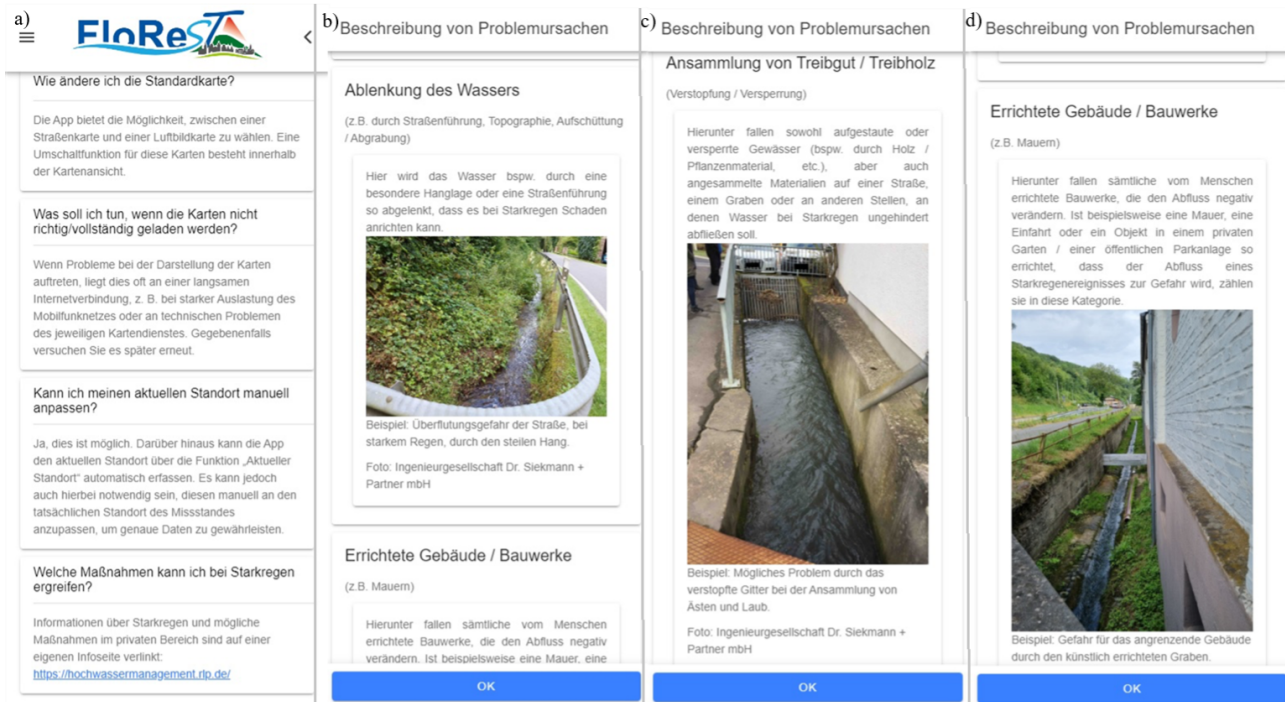 a)
FloReST
Wie ändere ich die Standardkarte?
Die App bietet die Möglichkeit, zwischen einer
Straßenkarte und einer Luftbildkarte zu wählen. Eine
Umschaltfunktion für diese Karten besteht innerhalb
der Kartenansicht.
Was soll ich tun, wenn die Karten nicht
richtig/vollständig geladen werden?
Wenn Probleme bei der Darstellung der Karten
auftreten, liegt dies oft an einer langsamen
Internetverbindung, z. B. bei starker Auslastung des
Mobilfunknetzes oder an technischen Problemen
des jeweiligen Kartendienstes. Gegebenenfalls
versuchen Sie es später erneut.
Kann ich meinen aktuellen Standort manuell
anpassen?
Ja, dies ist möglich. Darüber hinaus kann die App
den aktuellen Standort über die Funktion „Aktueller
Standort“ automatisch erfassen. Es kann jedoch
auch hierbei notwendig sein, diesen manuell an den
tatsächlichen Standort des Missstandes
anzupassen, um genaue Daten zu gewährleisten.
Welche Maßnahmen kann ich bei Starkregen
ergreifen?
Informationen über Starkregen und mögliche
Maßnahmen im privaten Bereich sind auf einer
eigenen Infoseite verlinkt:
https://hochwassermanagement.rlp.de/
b)
Beschreibung von Problemursachen
Ablenkung des Wassers
(z.B. durch Straßenführung, Topographie, Aufschüttung
/ Abgrabung)
Hier wird das Wasser bspw. durch eine
besondere Hanglage oder eine Straßenführung
so abgelenkt, dass es bei Starkregen Schaden
anrichten kann.
Beispiel: Überflutungsgefahr der Straße, bei
starkem Regen, durch den steilen Hang.
Foto: Ingenieurgesellschaft Dr. Siekmann +
Partner mbH
Errichtete Gebäude / Bauwerke
(z.B. Mauern)
Hierunter fallen sämtliche vom Menschen
errichtete Bauwerke, die den Abfluss negativ
verändern. Ist beispielsweise eine Mauer, eine
OK
c)
Beschreibung von Problemursachen
Ansammlung von Treibgut / Treibholz
(Verstopfung / Versperrung)
Hierunter fallen sowohl aufgestaute oder
versperrte Gewässer (bspw. durch Holz /
Pflanzenmaterial, etc.), aber auch
angesammelte Materialien auf einer Straße,
einem Graben oder an anderen Stellen, an
denen Wasser bei Starkregen ungehindert
abfließen soll.
Beispiel: Mögliches Problem durch das
verstopfte Gitter bei der Ansammlung von
Ästen und Laub.
Foto: Ingenieurgesellschaft Dr. Siekmann +
Partner mbH
OK
d)
Beschreibung von Problemursachen
Errichtete Gebäude / Bauwerke
(z.B. Mauern)
Hierunter fallen sämtliche vom Menschen
errichtete Bauwerke, die den Abfluss negativ
verändern. Ist beispielsweise eine Mauer, eine
Einfahrt oder ein Objekt in einem privaten
Garten / einer öffentlichen Parkanlage so
errichtet, dass der Abfluss eines
Starkregenereignisses zur Gefahr wird, zählen
sie in diese Kategorie.
Beispiel: Gefahr für das angrenzende Gebäude
durch den künstlich errichteten Graben.
OK